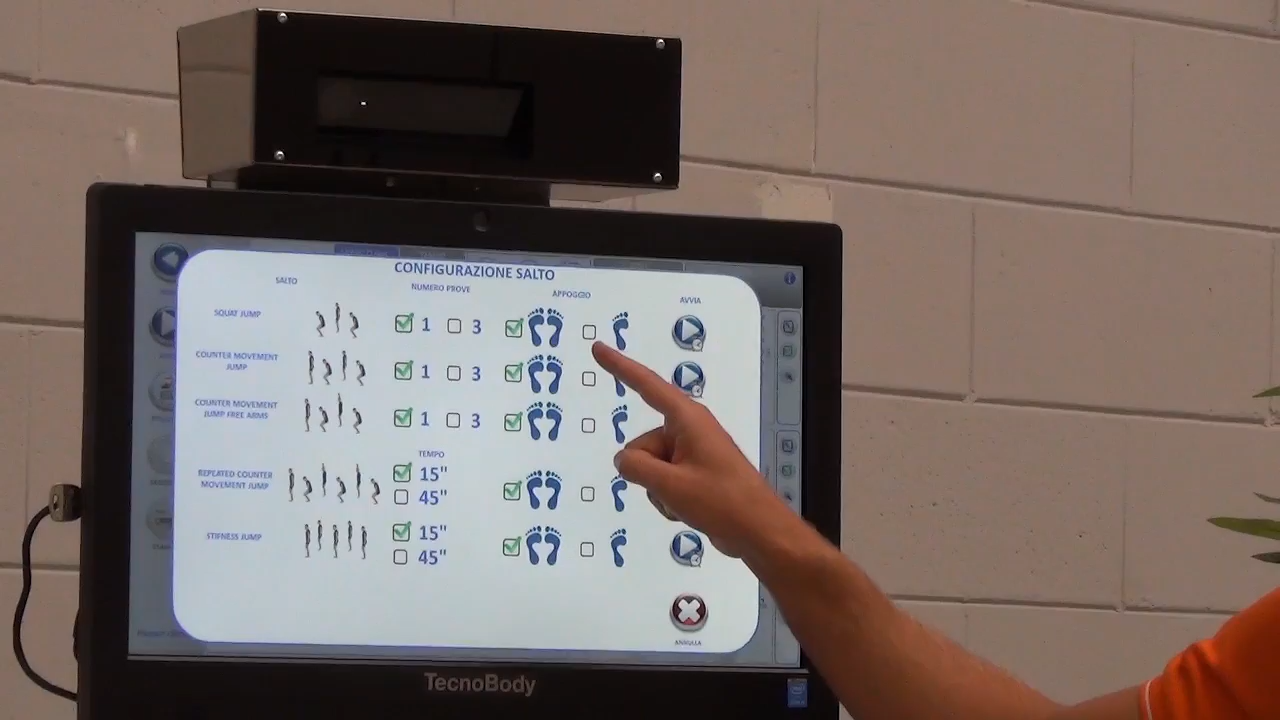 CONFIGURAZIONE SALTO
SALTO
NUMERO PROVE
APPOGGIO
AVVIA
SQUAT JUMP
1
3
COUNTER MOVEMENT
JUMP
1
3
COUNTER MOVEMENT
JUMP FREE ARMS
1
3
TEMPO
REPEATED COUNTER
MOVEMENT JUMP
15"
45"
STIFNESS JUMP
15"
45"
ANNULLA
TecnoBody